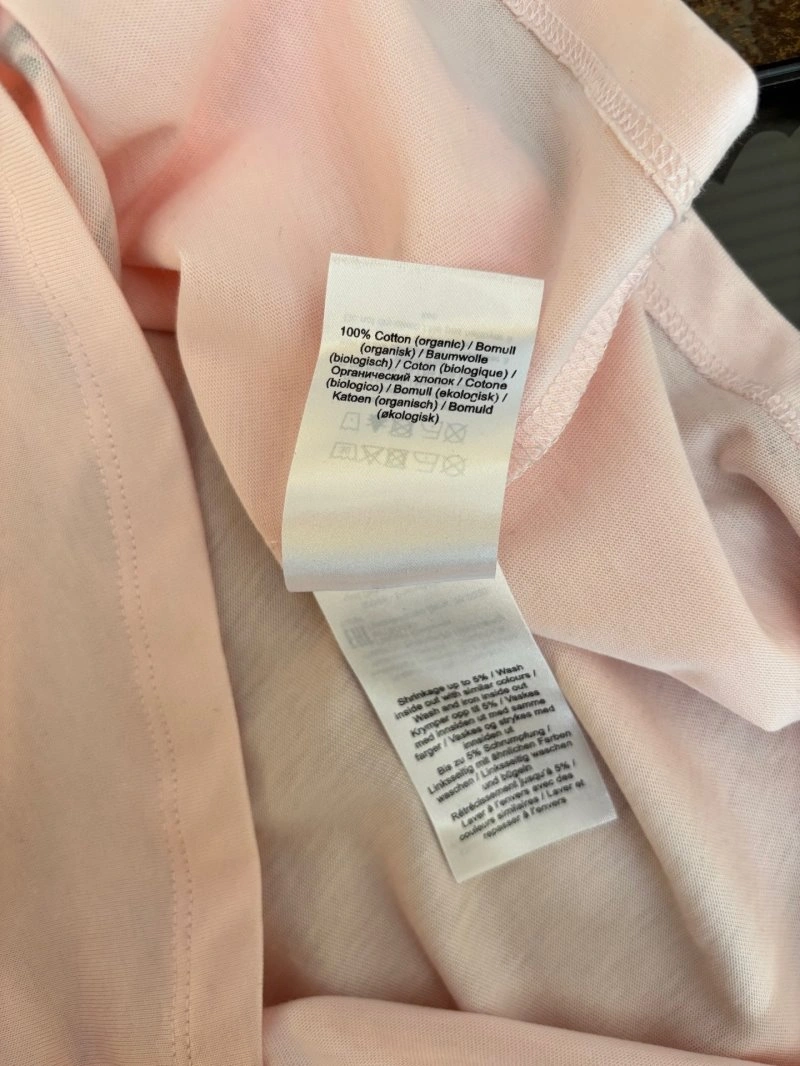 100% Cotton (organic) / Bomull
(organisk) / Baumwolle
(biologisch) / Coton (biologique) /
Органический хлопок / Cotone
(biologico) / Bomull (ekologisk) /
Katoen (organisch) / Bomuld
(økologisk)
Shrinkage up to 5% / Wash
inside out with similar colours /
Wash and iron inside out
Krymper opp til 5% / Vaskes
med innsiden ut med samme
farger / Vaskes og strykes med
innsiden ut
Bis zu 5% Schrumpfung /
Linksseitig mit ähnlichen Farben
waschen / Linksseitig waschen
und bügeln
Rétrécissement jusqu'à 5% /
Laver à l'envers avec des
couleurs similaires / Laver et
repasser à l'envers